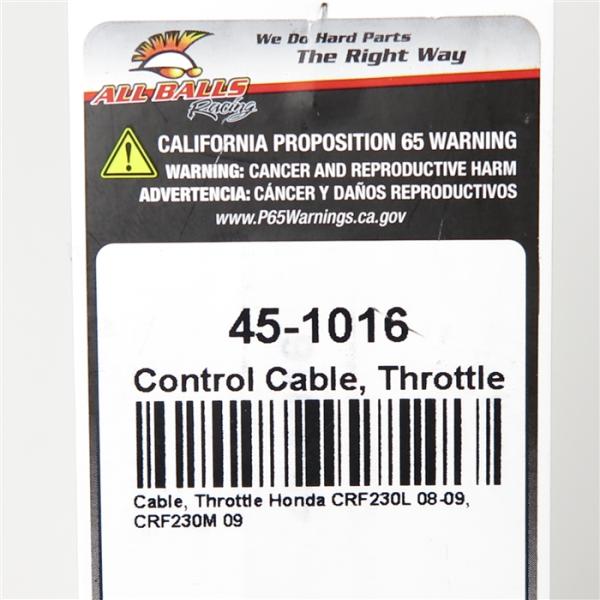 We Do Hard Parts
The Right Way
ALL BALLS
Racing
CALIFORNIA PROPOSITION 65 WARNING
WARNING: CANCER AND REPRODUCTIVE HARM
ADVERTENCIA: CÁNCER Y DAÑOS REPRODUCTIVOS
www.P65Warnings.ca.gov
45-1016
Control Cable, Throttle
Cable, Throttle Honda CRF230L 08-09,
CRF230M 09